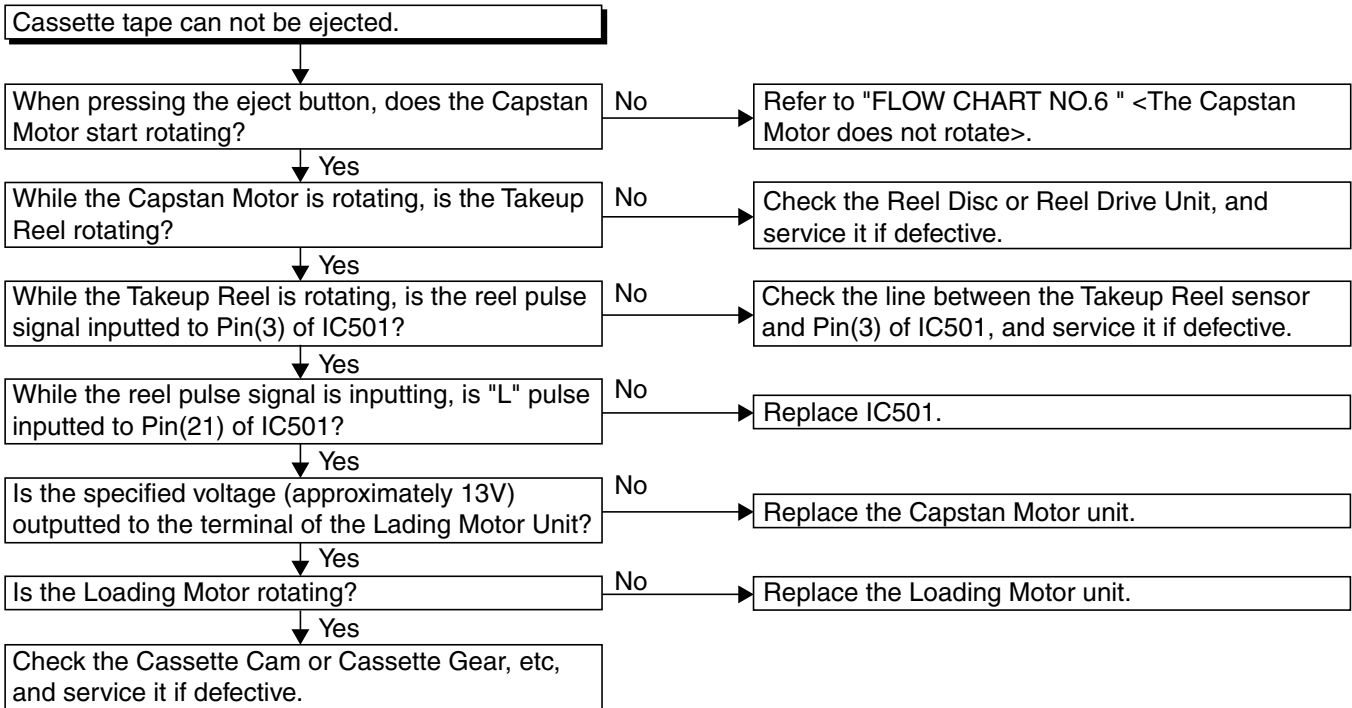 Cassette tape can not be ejected.
When pressing the eject button, does the Capstan
Motor start rotating?
No
Refer to "FLOW CHART NO.6 " <The Capstan
Motor does not rotate>.
Yes
While the Capstan Motor is rotating, is the Takeup
Reel rotating?
No
Check the Reel Disc or Reel Drive Unit, and
service it if defective.
Yes
While the Takeup Reel is rotating, is the reel pulse
signal inputted to Pin(3) of IC501?
No
Check the line between the Takeup Reel sensor
and Pin(3) of IC501, and service it if defective.
Yes
While the reel pulse signal is inputting, is "L" pulse
inputted to Pin(21) of IC501?
No
Replace IC501.
Yes
Is the specified voltage (approximately 13V)
outputted to the terminal of the Lading Motor Unit?
No
Replace the Capstan Motor unit.
Yes
Is the Loading Motor rotating?
No
Replace the Loading Motor unit.
Yes
Check the Cassette Cam or Cassette Gear, etc,
and service it if defective.